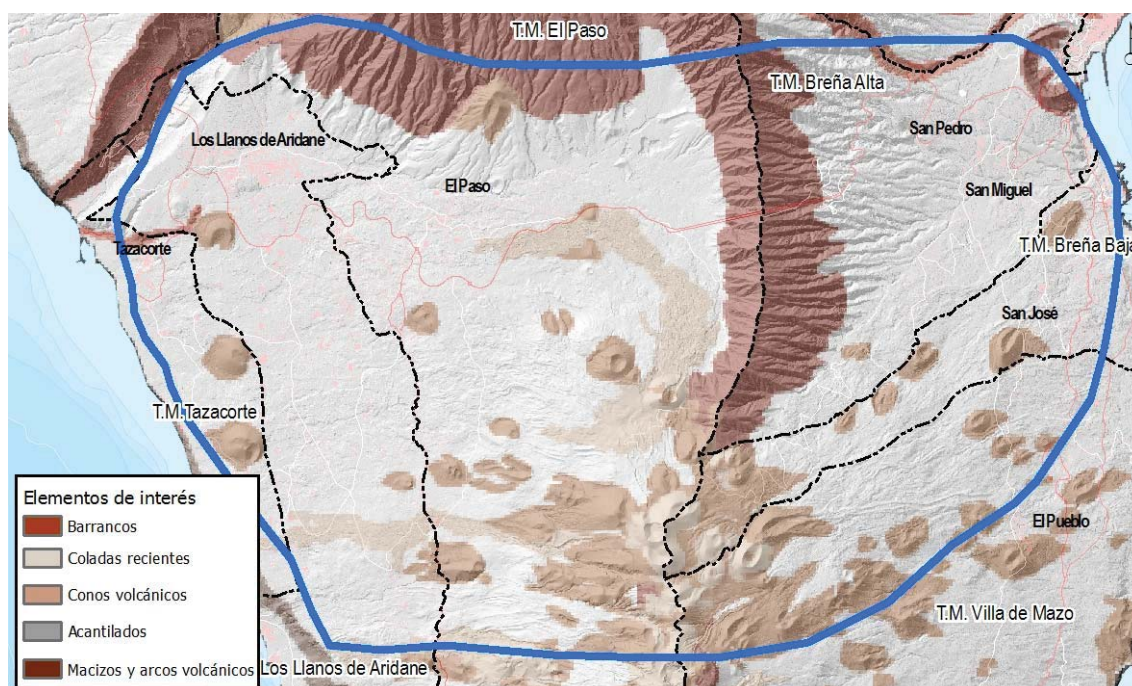 T.M. El Paso
T.M. Breña Alta
San Pedro
Los Llanos de Aridane
El Paso
San Miguel
Tazacorte
T.M. Breña Baja
San José
T.M. Tazacorte
Elementos de interés
Barrancos
Coladas recientes
Conos volcánicos
Acantilados
Macizos y arcos volcánicos
El Pueblo
T.M. Villa de Mazo
Los Llanos de Aridane